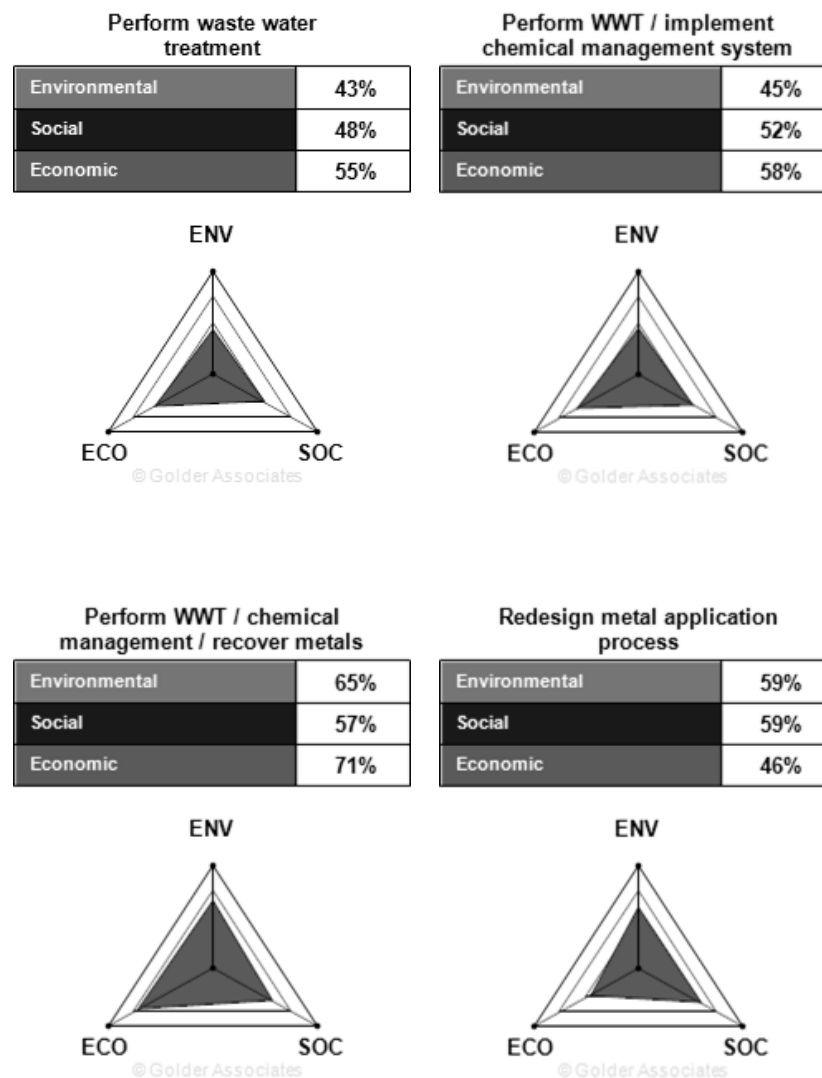 Perform waste water
treatment
Environmental 43%
Social 48%
Economic 55%
ENV
ECO SOC
© Golder Associates
Perform WWT / implement
chemical management system
Environmental 45%
Social 52%
Economic 58%
ENV
ECO SOC
© Golder Associates
Perform WWT / chemical
management / recover metals
Environmental 65%
Social 57%
Economic 71%
ENV
ECO SOC
© Golder Associates
Redesign metal application
process
Environmental 59%
Social 59%
Economic 46%
ENV
ECO SOC
© Golder Associates